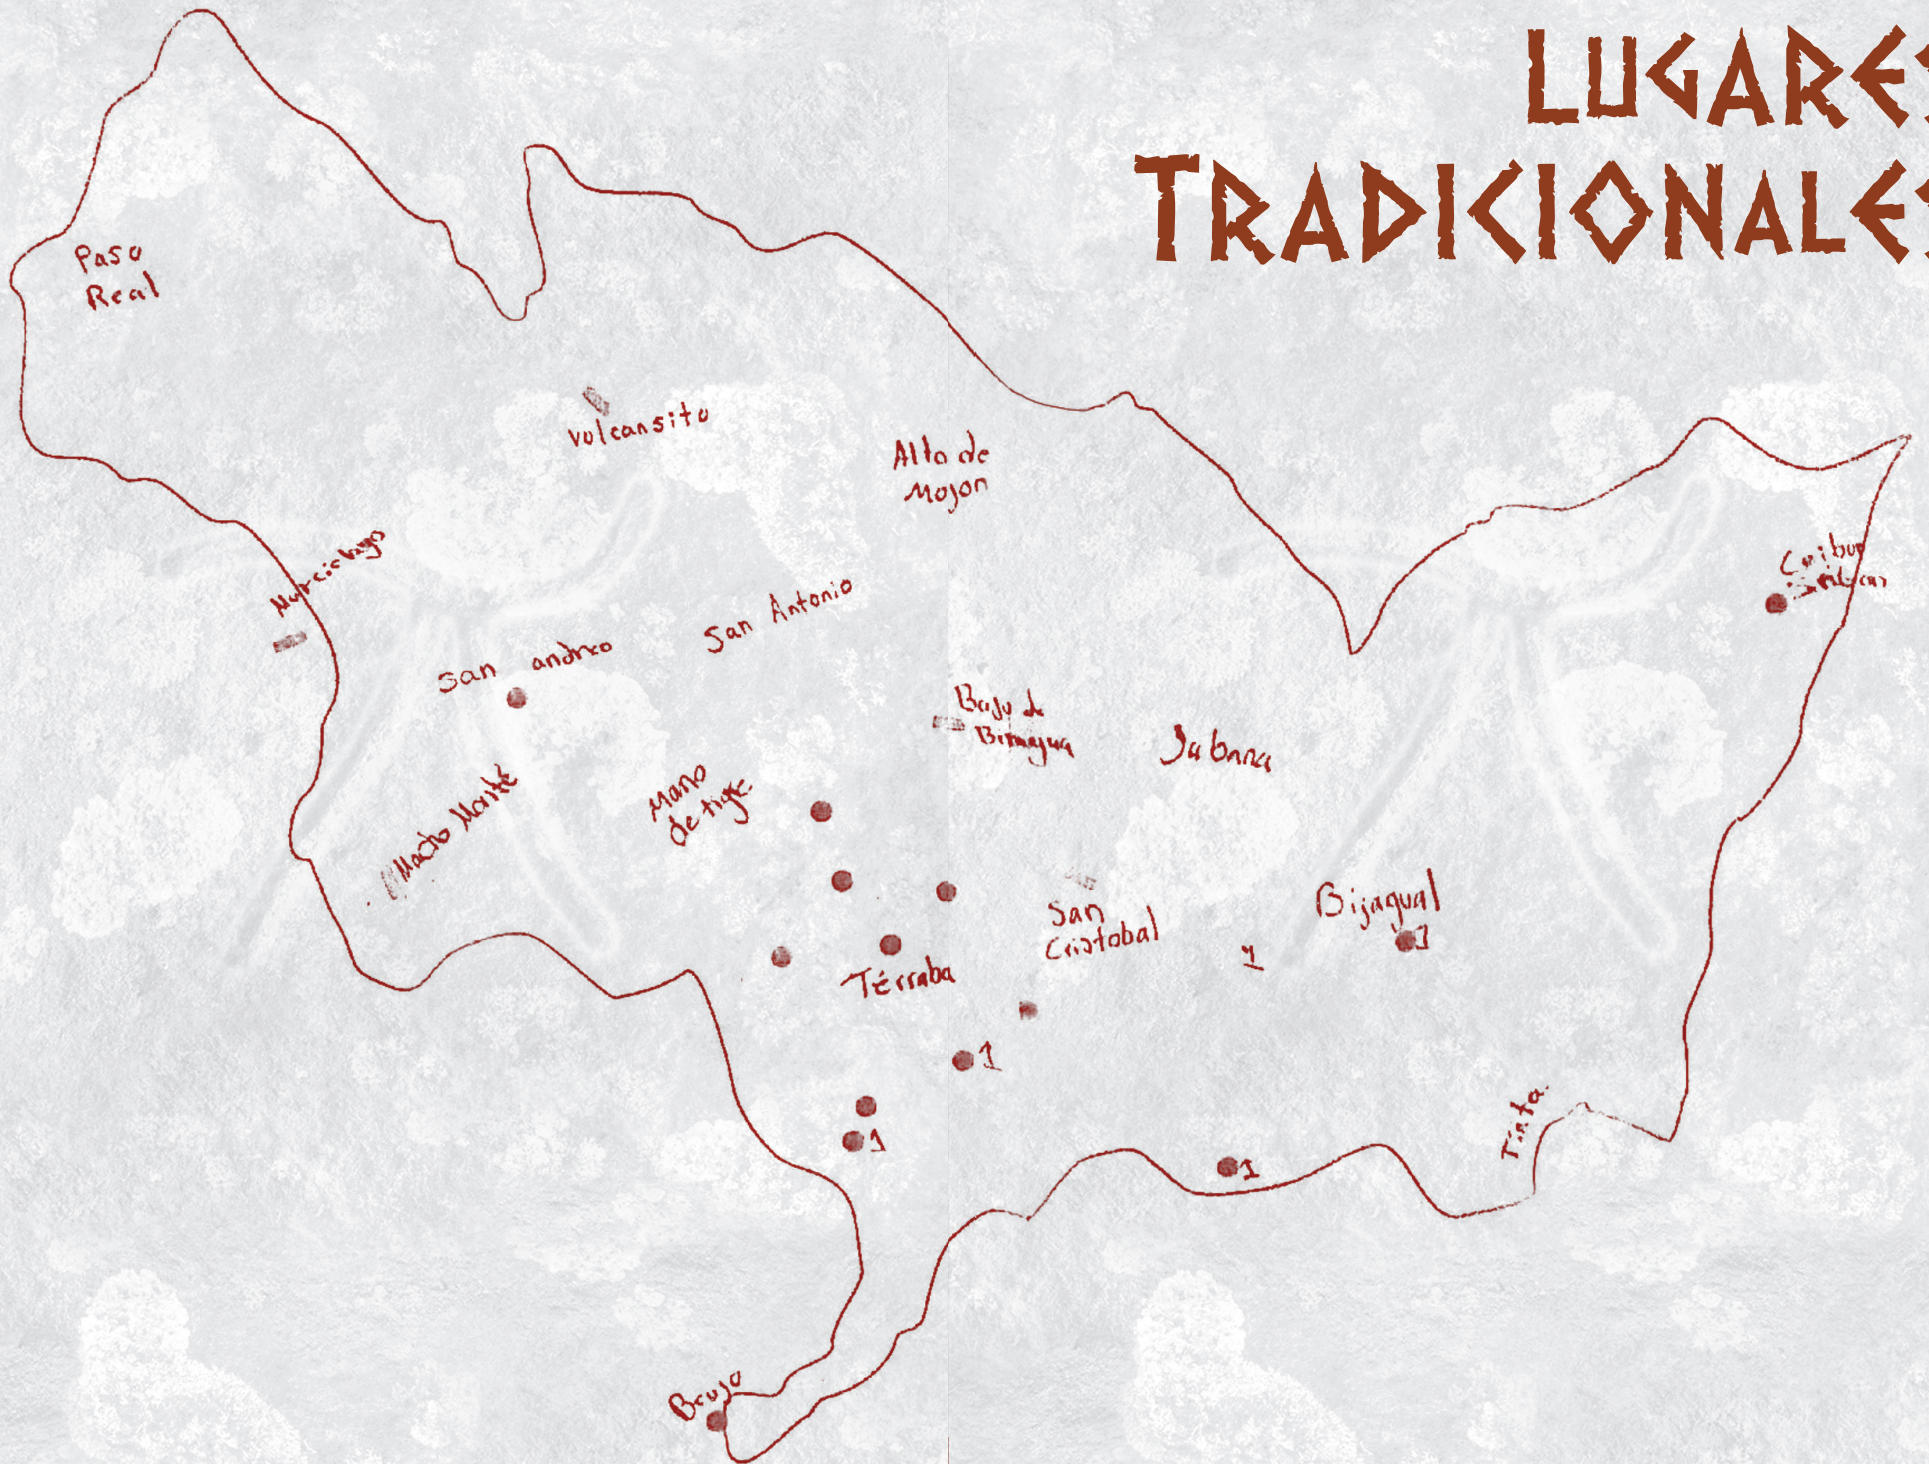 LUGARES
TRADICIONALES
Paso
Real
Volcansito
Alto de
Mojon
Murcielago
San Antonio
San andres
Bajo de
Sabana
Mano
de tigre
Macho Monte
Bijagual
1
San
Cristobal
1
Térraba
1
1
1
Tinta.
Brujo